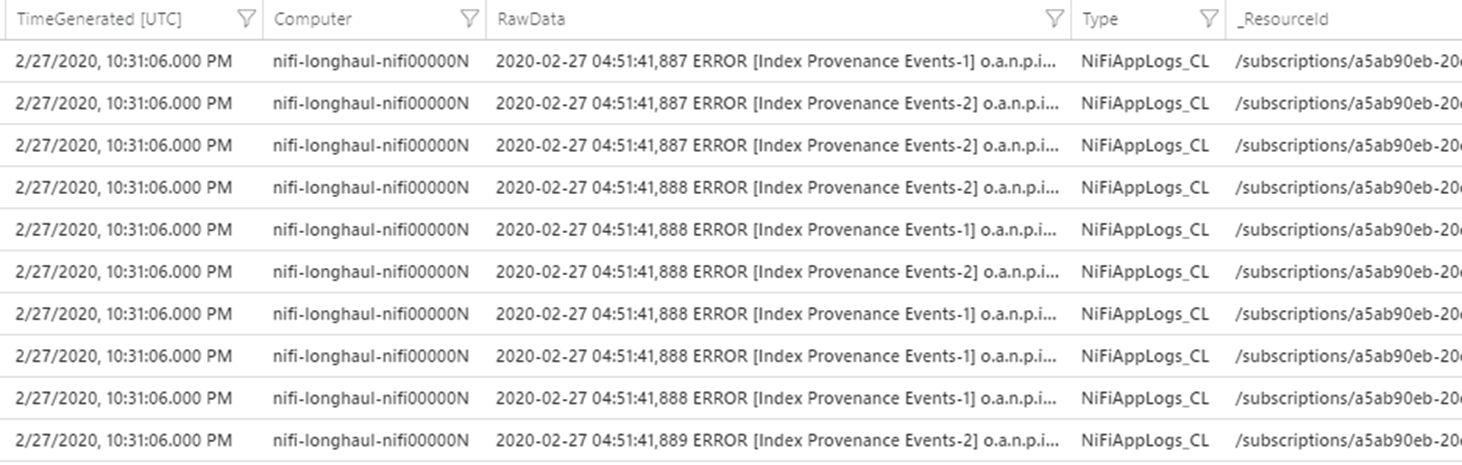 TimeGenerated [UTC] Computer RawData Type _ResourceId
2/27/2020, 10:31:06.000 PM nifi-longhaul-nifi00000N 2020-02-27 04:51:41,887 ERROR [Index Provenance Events-1] o.a.n.p.i... NiFiAppLogs_CL /subscriptions/a5ab90eb-20
2/27/2020, 10:31:06.000 PM nifi-longhaul-nifi00000N 2020-02-27 04:51:41,887 ERROR [Index Provenance Events-2] o.a.n.p.i... NiFiAppLogs_CL /subscriptions/a5ab90eb-20
2/27/2020, 10:31:06.000 PM nifi-longhaul-nifi00000N 2020-02-27 04:51:41,887 ERROR [Index Provenance Events-2] o.a.n.p.i... NiFiAppLogs_CL /subscriptions/a5ab90eb-20
2/27/2020, 10:31:06.000 PM nifi-longhaul-nifi00000N 2020-02-27 04:51:41,888 ERROR [Index Provenance Events-2] o.a.n.p.i... NiFiAppLogs_CL /subscriptions/a5ab90eb-20
2/27/2020, 10:31:06.000 PM nifi-longhaul-nifi00000N 2020-02-27 04:51:41,888 ERROR [Index Provenance Events-1] o.a.n.p.i... NiFiAppLogs_CL /subscriptions/a5ab90eb-20
2/27/2020, 10:31:06.000 PM nifi-longhaul-nifi00000N 2020-02-27 04:51:41,888 ERROR [Index Provenance Events-2] o.a.n.p.i... NiFiAppLogs_CL /subscriptions/a5ab90eb-20
2/27/2020, 10:31:06.000 PM nifi-longhaul-nifi00000N 2020-02-27 04:51:41,888 ERROR [Index Provenance Events-1] o.a.n.p.i... NiFiAppLogs_CL /subscriptions/a5ab90eb-20
2/27/2020, 10:31:06.000 PM nifi-longhaul-nifi00000N 2020-02-27 04:51:41,888 ERROR [Index Provenance Events-1] o.a.n.p.i... NiFiAppLogs_CL /subscriptions/a5ab90eb-20
2/27/2020, 10:31:06.000 PM nifi-longhaul-nifi00000N 2020-02-27 04:51:41,888 ERROR [Index Provenance Events-1] o.a.n.p.i... NiFiAppLogs_CL /subscriptions/a5ab90eb-20
2/27/2020, 10:31:06.000 PM nifi-longhaul-nifi00000N 2020-02-27 04:51:41,889 ERROR [Index Provenance Events-2] o.a.n.p.i... NiFiAppLogs_CL /subscriptions/a5ab90eb-20